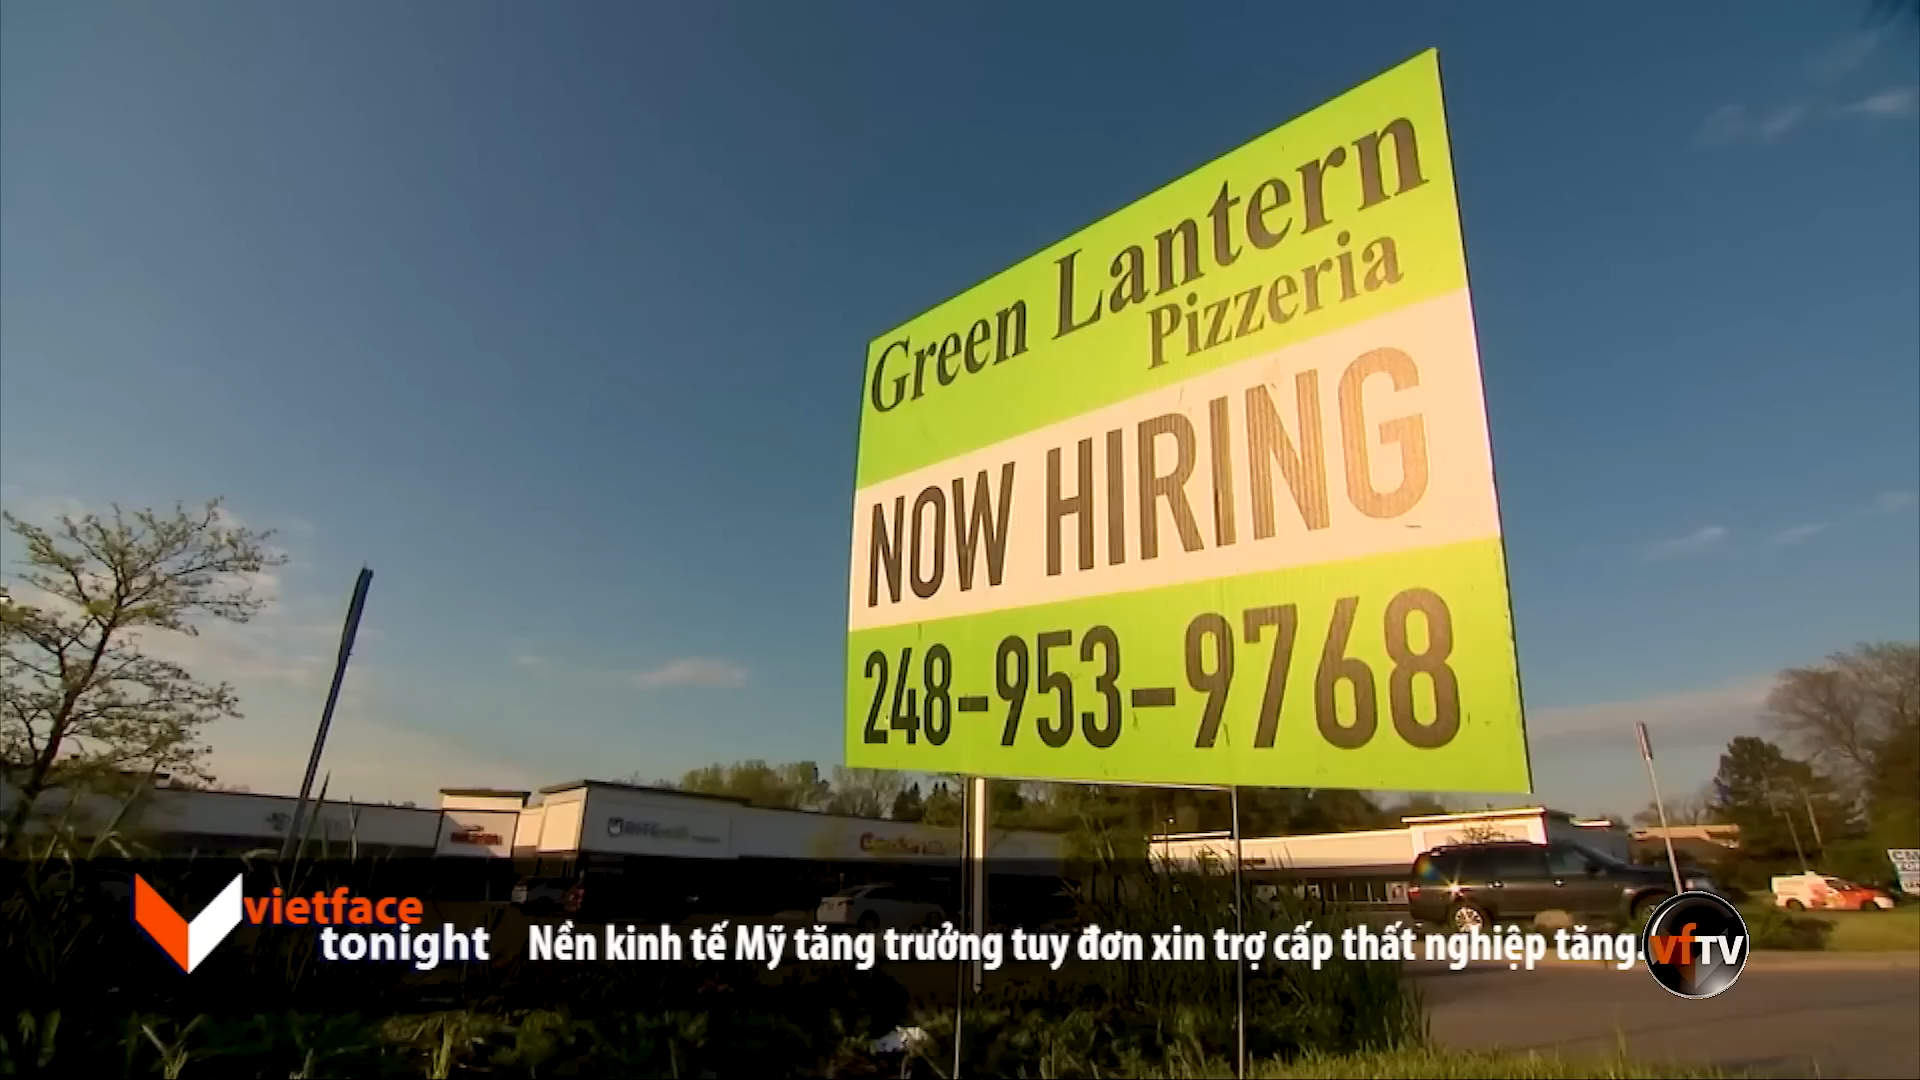 Green Lantern
Pizzeria
NOW HIRING
248-953-9768
vietface
tonight
Nền kinh tế Mỹ tăng trưởng tuy đơn xin trợ cấp thất nghiệp tăng.
vfTV